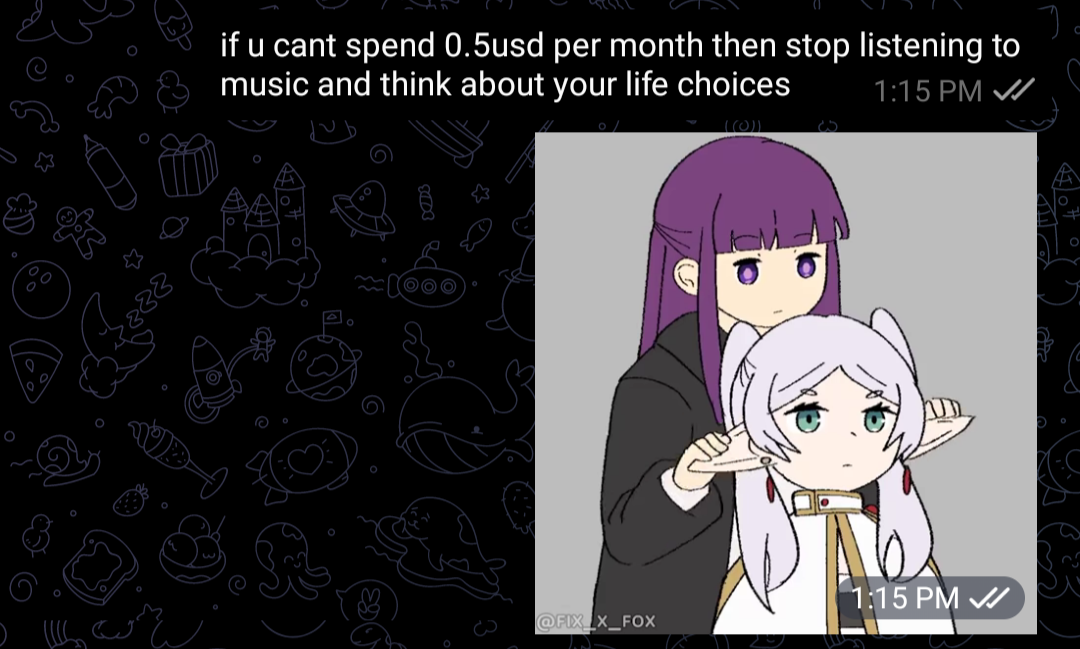 if u cant spend 0.5usd per month then stop listening to
music and think about your life choices
1:15 PM
1:15 PM
@FIX_X_FOX